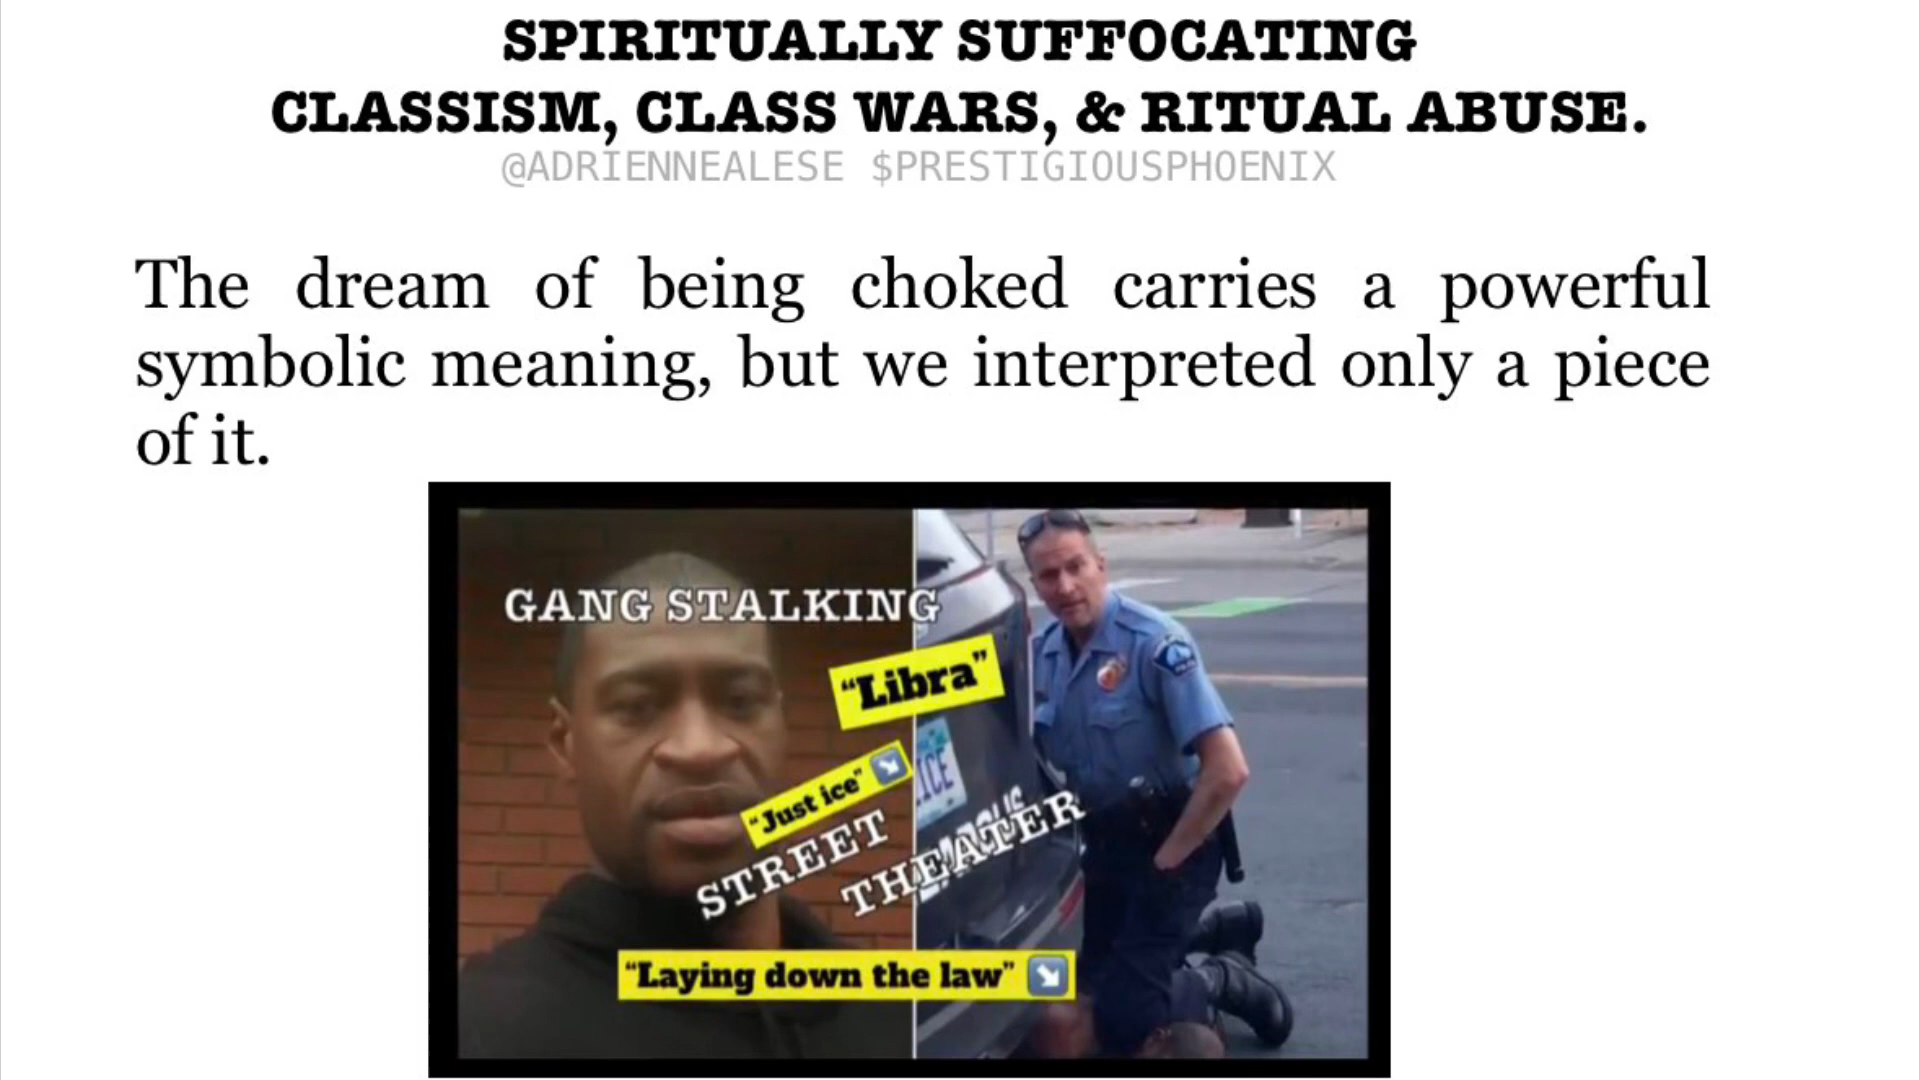 SPIRITUALLY SUFFOCATING
CLASSISM, CLASS WARS, & RITUAL ABUSE.
@ADRIENNEALESE $PRESTIGIOUSPHOENIX
The dream of being choked carries a powerful
symbolic meaning, but we interpreted only a piece
of it.
GANG STALKING
“Libra”
“Just ice” ↘
ICE
STREET
THEATER
“Laying down the law” ↘